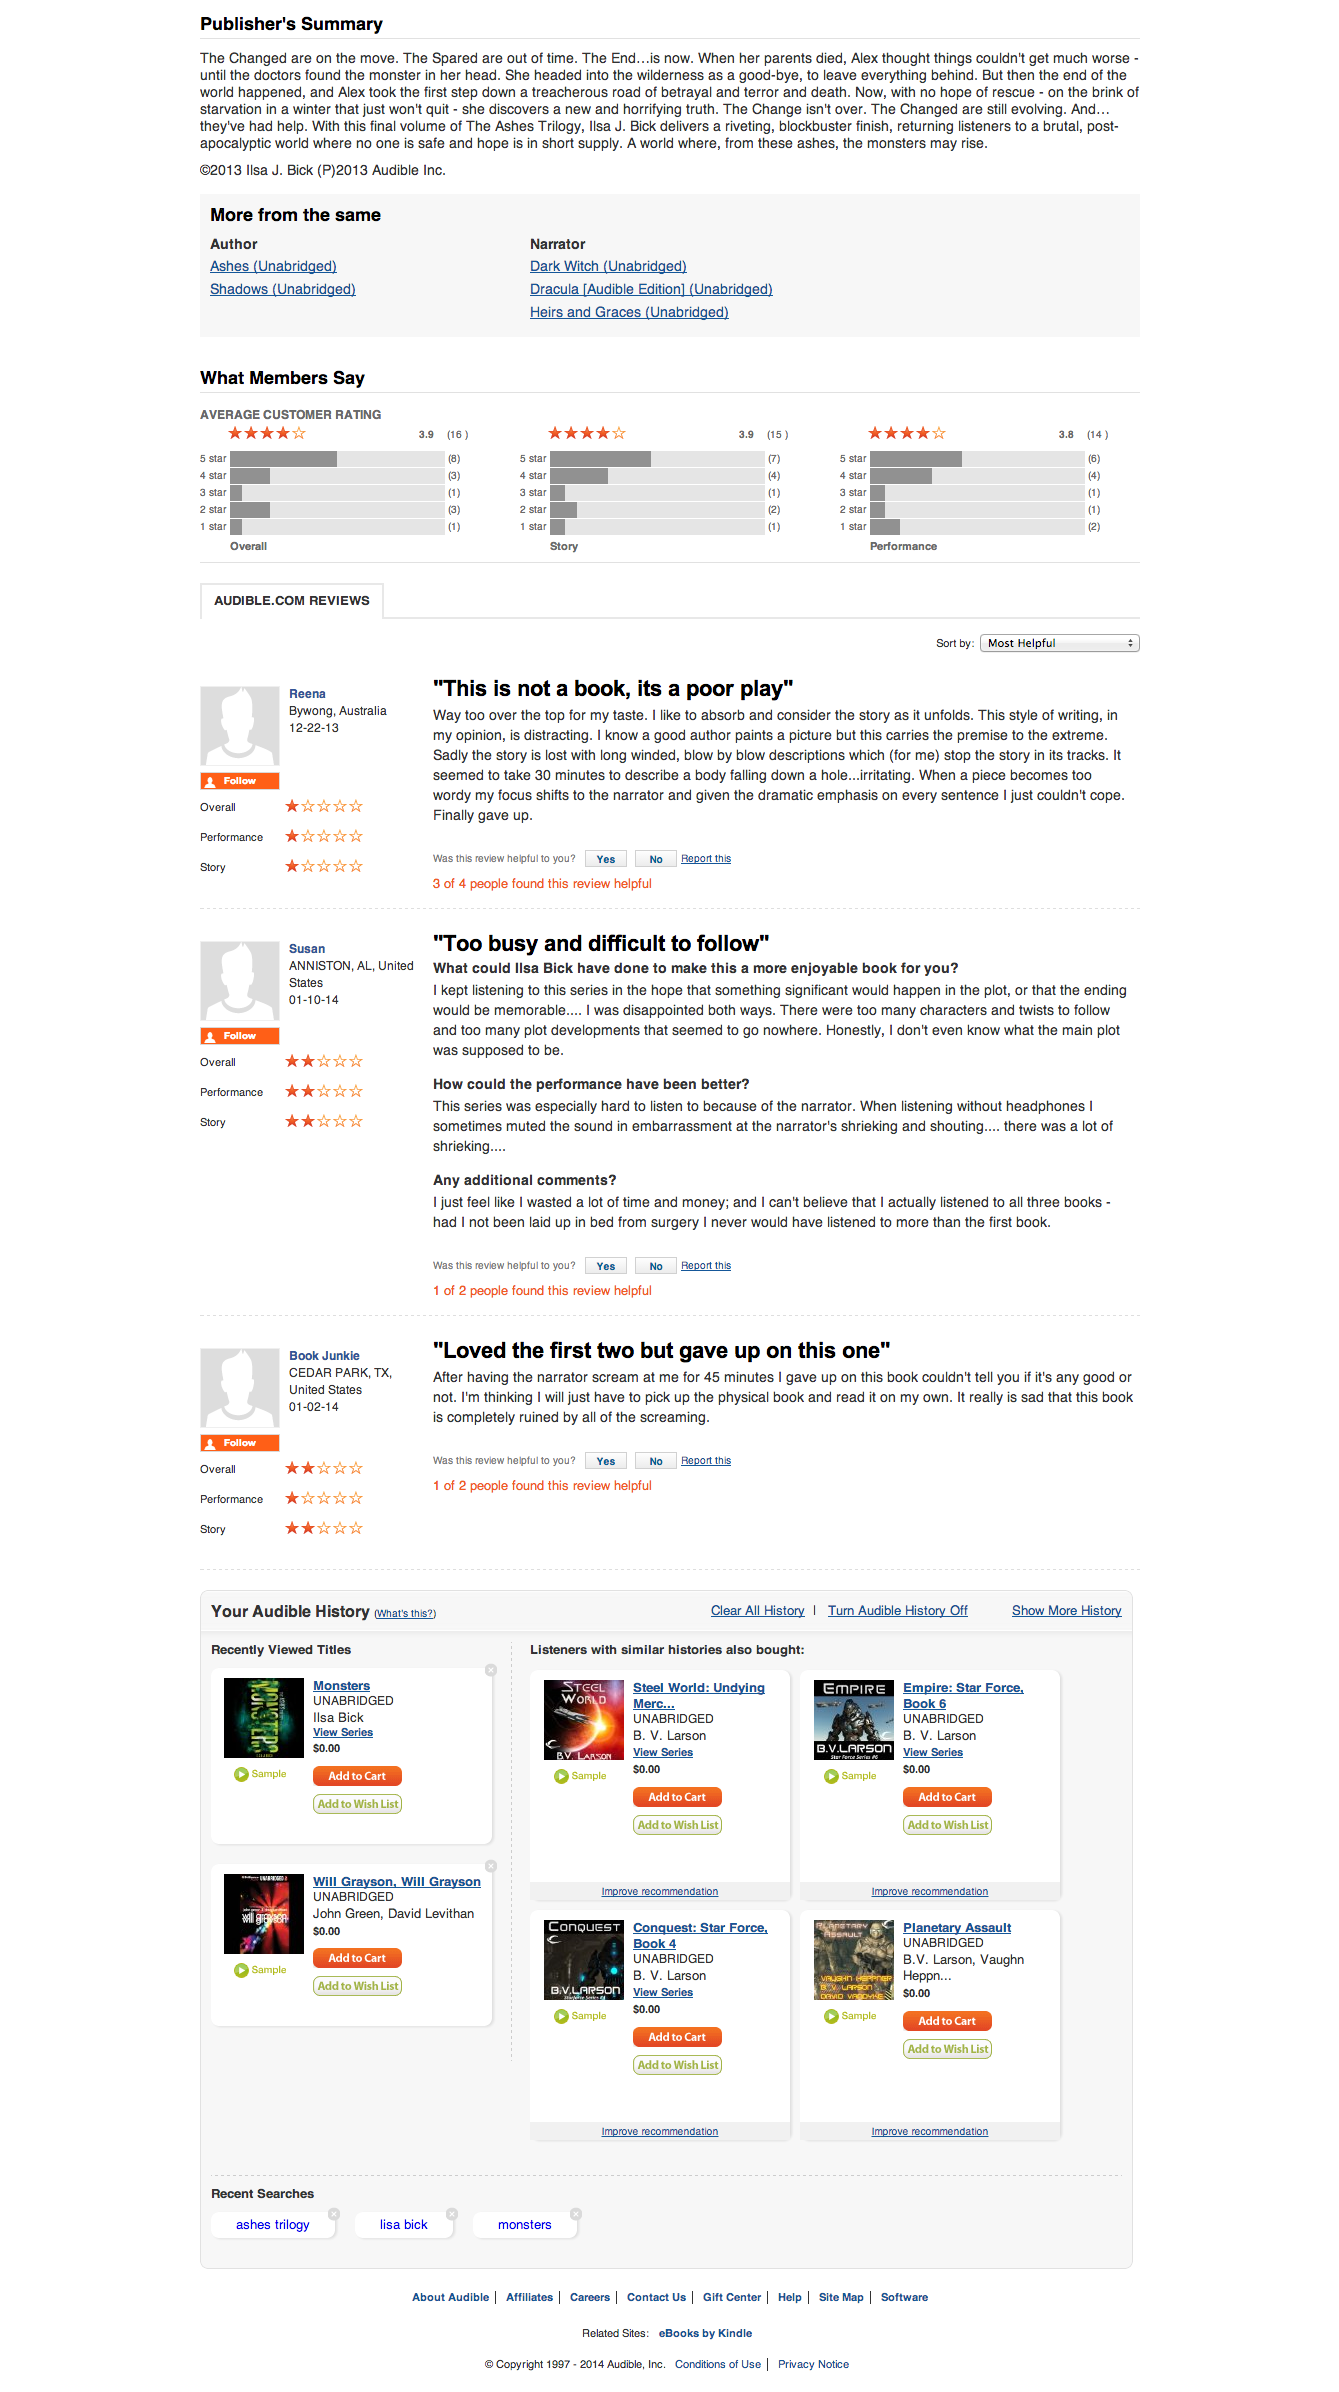 Publisher's Summary
The Changed are on the move. The Spared are out of time. The End…is now. When her parents died, Alex thought things couldn't get much worse -
until the doctors found the monster in her head. She headed into the wilderness as a good-bye, to leave everything behind. But then the end of the
world happened, and Alex took the first step down a treacherous road of betrayal and terror and death. Now, with no hope of rescue - on the brink of
starvation in a winter that just won't quit - she discovers a new and horrifying truth. The Change isn't over. The Changed are still evolving. And…
they've had help. With this final volume of The Ashes Trilogy, Ilsa J. Bick delivers a riveting, blockbuster finish, returning listeners to a brutal, post-
apocalyptic world where no one is safe and hope is in short supply. A world where, from these ashes, the monsters may rise.
©2013 Ilsa J. Bick (P)2013 Audible Inc.
More from the same
Author
Ashes (Unabridged)
Shadows (Unabridged)
Narrator
Dark Witch (Unabridged)
Dracula [Audible Edition] (Unabridged)
Heirs and Graces (Unabridged)
What Members Say
AVERAGE CUSTOMER RATING
3.9 (16 )
5 star (8)
4 star (3)
3 star (1)
2 star (3)
1 star (1)
Overall
3.9 (15 )
5 star (7)
4 star (4)
3 star (1)
2 star (2)
1 star (1)
Story
3.8 (14 )
5 star (6)
4 star (4)
3 star (1)
2 star (1)
1 star (2)
Performance
AUDIBLE.COM REVIEWS
Sort by: Most Helpful
Reena
Bywong, Australia
12-22-13
Follow
Overall
Performance
Story
"This is not a book, its a poor play"
Way too over the top for my taste. I like to absorb and consider the story as it unfolds. This style of writing, in
my opinion, is distracting. I know a good author paints a picture but this carries the premise to the extreme.
Sadly the story is lost with long winded, blow by blow descriptions which (for me) stop the story in its tracks. It
seemed to take 30 minutes to describe a body falling down a hole...irritating. When a piece becomes too
wordy my focus shifts to the narrator and given the dramatic emphasis on every sentence I just couldn't cope.
Finally gave up.
Was this review helpful to you? Yes No Report this
3 of 4 people found this review helpful
Susan
ANNISTON, AL, United
States
01-10-14
Follow
Overall
Performance
Story
"Too busy and difficult to follow"
What could Ilsa Bick have done to make this a more enjoyable book for you?
I kept listening to this series in the hope that something significant would happen in the plot, or that the ending
would be memorable.... I was disappointed both ways. There were too many characters and twists to follow
and too many plot developments that seemed to go nowhere. Honestly, I don't even know what the main plot
was supposed to be.
How could the performance have been better?
This series was especially hard to listen to because of the narrator. When listening without headphones I
sometimes muted the sound in embarrassment at the narrator's shrieking and shouting.... there was a lot of
shrieking....
Any additional comments?
I just feel like I wasted a lot of time and money; and I can't believe that I actually listened to all three books -
had I not been laid up in bed from surgery I never would have listened to more than the first book.
Was this review helpful to you? Yes No Report this
1 of 2 people found this review helpful
Book Junkie
CEDAR PARK, TX,
United States
01-02-14
Follow
Overall
Performance
Story
"Loved the first two but gave up on this one"
After having the narrator scream at me for 45 minutes I gave up on this book couldn't tell you if it's any good or
not. I'm thinking I will just have to pick up the physical book and read it on my own. It really is sad that this book
is completely ruined by all of the screaming.
Was this review helpful to you? Yes No Report this
1 of 2 people found this review helpful
Your Audible History (What's this?)
Clear All History | Turn Audible History Off Show More History
Recently Viewed Titles
MONSTERS
Monsters
UNABRIDGED
Ilsa Bick
View Series
$0.00
Sample
Add to Cart
Add to Wish List
UNABRIDGED
will grayson
Will Grayson, Will Grayson
UNABRIDGED
John Green, David Levithan
$0.00
Sample
Add to Cart
Add to Wish List
Listeners with similar histories also bought:
STEEL
WORLD
B.V. LARSON
Steel World: Undying
Merc...
UNABRIDGED
B. V. Larson
View Series
$0.00
Sample
Add to Cart
Add to Wish List
Improve recommendation
EMPIRE
B.V.LARSON
Star Force Series #6
Empire: Star Force,
Book 6
UNABRIDGED
B. V. Larson
View Series
$0.00
Sample
Add to Cart
Add to Wish List
Improve recommendation
CONQUEST
B.V.LARSON
Star Force Series #4
Conquest: Star Force,
Book 4
UNABRIDGED
B. V. Larson
View Series
$0.00
Sample
Add to Cart
Add to Wish List
Improve recommendation
PLANETARY
ASSAULT
VAUGHN HEPPNER
B. V. LARSON
DAVID VANDYKE
Planetary Assault
UNABRIDGED
B.V. Larson, Vaughn
Heppn...
$0.00
Sample
Add to Cart
Add to Wish List
Improve recommendation
Recent Searches
ashes trilogy
lisa bick
monsters
About Audible | Affiliates | Careers | Contact Us | Gift Center | Help | Site Map | Software
Related Sites: eBooks by Kindle
© Copyright 1997 - 2014 Audible, Inc. Conditions of Use | Privacy Notice